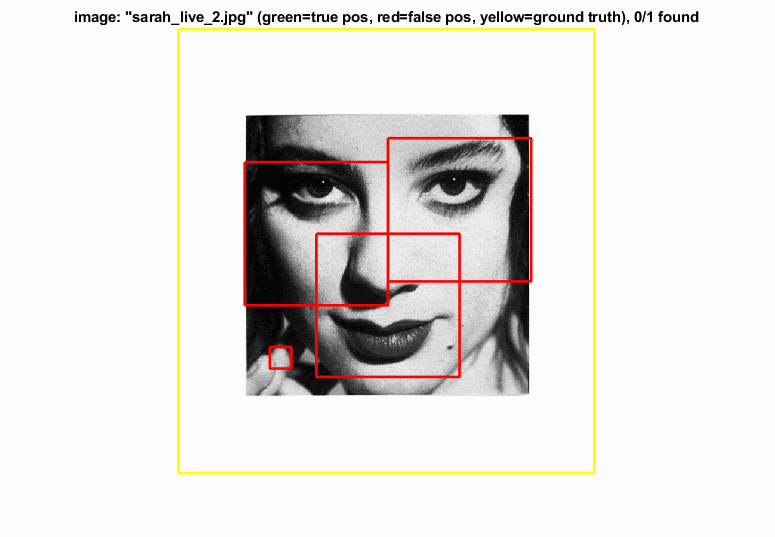 image: "sarah_live_2.jpg" (green=true pos, red=false pos, yellow=ground truth), 0/1 found